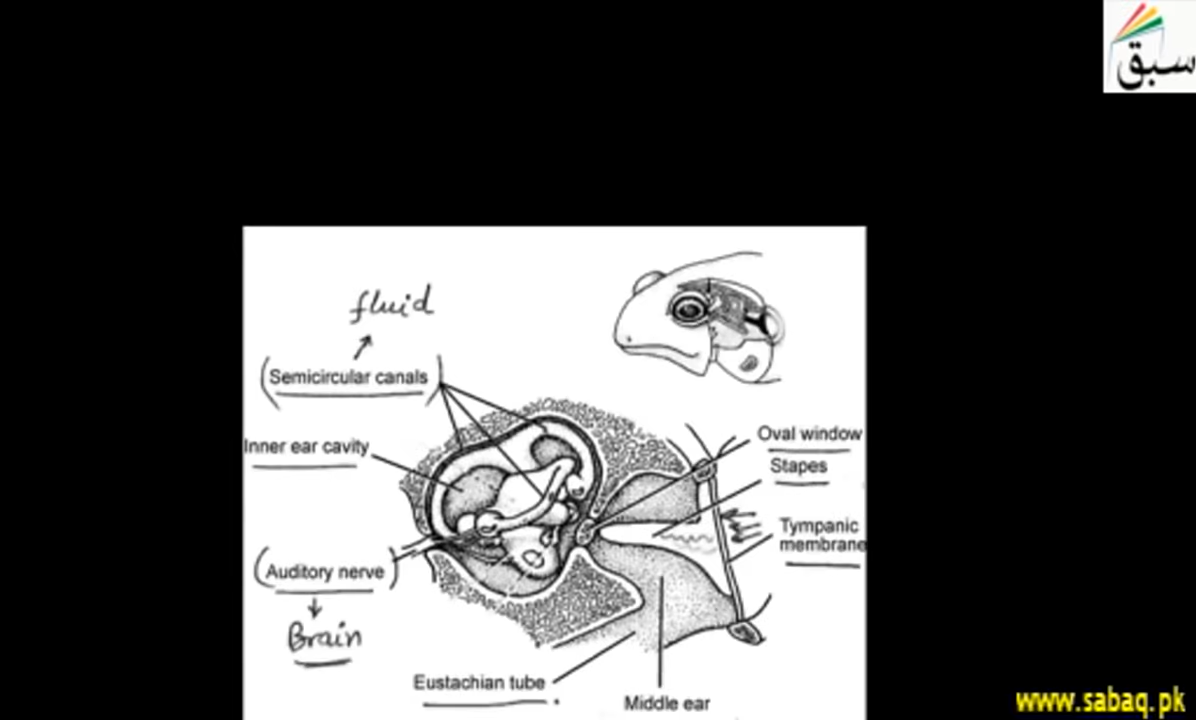 سبق
fluid
(Semicircular canals)
Inner ear cavity
(Auditory nerve)
Brain
Eustachian tube
Middle ear
Oval window
Stapes
Tympanic
membrane
www.sabaq.pk